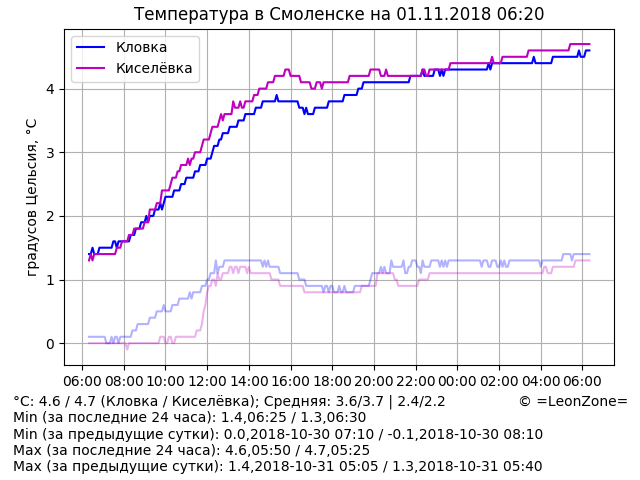 Температура в Смоленске на 01.11.2018 06:20
Кловка
Киселёвка
градусов Цельсия, °C
4
3
2
1
0
06:00 08:00 10:00 12:00 14:00 16:00 18:00 20:00 22:00 00:00 02:00 04:00 06:00
°C: 4.6 / 4.7 (Кловка / Киселёвка); Средняя: 3.6/3.7 | 2.4/2.2 © =LeonZone=
Min (за последние 24 часа): 1.4,06:25 / 1.3,06:30
Min (за предыдущие сутки): 0.0,2018-10-30 07:10 / -0.1,2018-10-30 08:10
Max (за последние 24 часа): 4.6,05:50 / 4.7,05:25
Max (за предыдущие сутки): 1.4,2018-10-31 05:05 / 1.3,2018-10-31 05:40